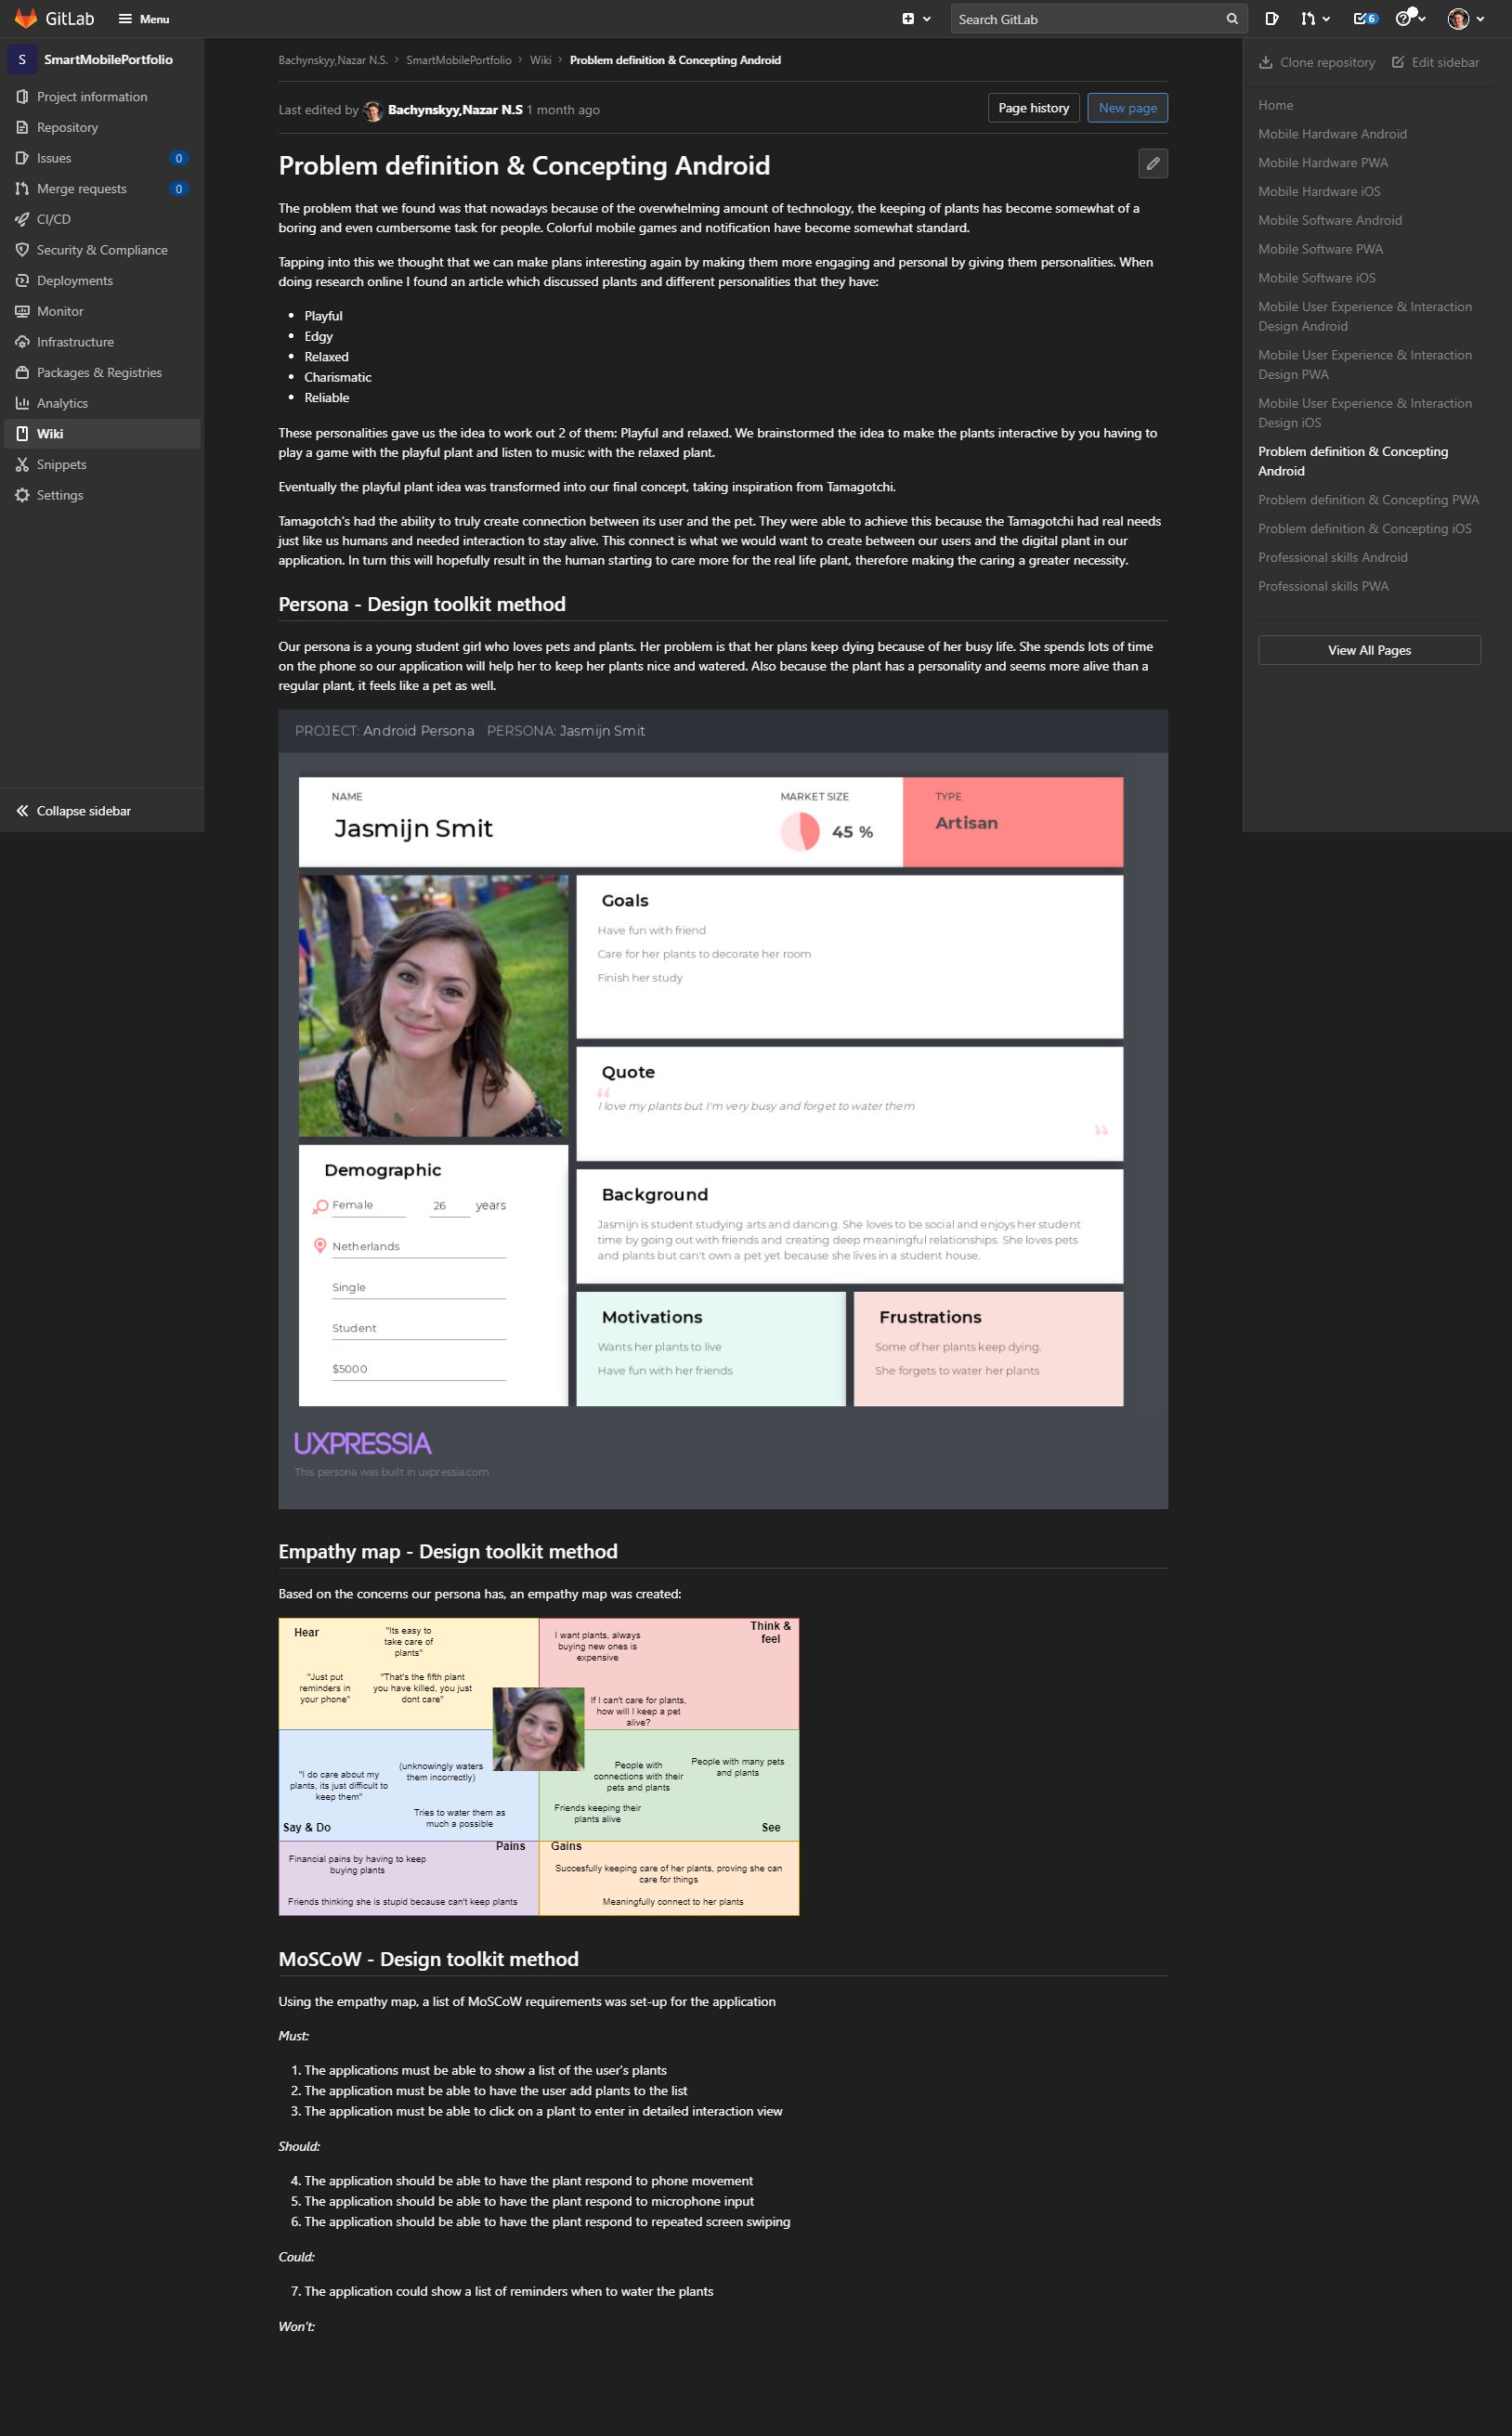 GitLab
Menu
Search GitLab
6
S
SmartMobilePortfolio
Project information
Repository
Issues
0
Merge requests
0
CI/CD
Security & Compliance
Deployments
Monitor
Infrastructure
Packages & Registries
Analytics
Wiki
Snippets
Settings
Collapse sidebar
Bachynskyy,Nazar N.S. › SmartMobilePortfolio › Wiki › Problem definition & Concepting Android
Last edited by Bachynskyy,Nazar N.S 1 month ago
Page history
New page
Problem definition & Concepting Android
The problem that we found was that nowadays because of the overwhelming amount of technology, the keeping of plants has become somewhat of a
boring and even cumbersome task for people. Colorful mobile games and notification have become somewhat standard.
Tapping into this we thought that we can make plans interesting again by making them more engaging and personal by giving them personalities. When
doing research online I found an article which discussed plants and different personalities that they have:
• Playful
• Edgy
• Relaxed
• Charismatic
• Reliable
These personalities gave us the idea to work out 2 of them: Playful and relaxed. We brainstormed the idea to make the plants interactive by you having to
play a game with the playful plant and listen to music with the relaxed plant.
Eventually the playful plant idea was transformed into our final concept, taking inspiration from Tamagotchi.
Tamagotch's had the ability to truly create connection between its user and the pet. They were able to achieve this because the Tamagotchi had real needs
just like us humans and needed interaction to stay alive. This connect is what we would want to create between our users and the digital plant in our
application. In turn this will hopefully result in the human starting to care more for the real life plant, therefore making the caring a greater necessity.
Persona - Design toolkit method
Our persona is a young student girl who loves pets and plants. Her problem is that her plans keep dying because of her busy life. She spends lots of time
on the phone so our application will help her to keep her plants nice and watered. Also because the plant has a personality and seems more alive than a
regular plant, it feels like a pet as well.
PROJECT: Android Persona PERSONA: Jasmijn Smit
NAME
Jasmijn Smit
MARKET SIZE
45 %
TYPE
Artisan
Goals
Have fun with friend
Care for her plants to decorate her room
Finish her study
Quote
“
I love my plants but I'm very busy and forget to water them
”
Demographic
Female
26 years
Netherlands
Single
Student
$5000
Background
Jasmijn is student studying arts and dancing. She loves to be social and enjoys her student
time by going out with friends and creating deep meaningful relationships. She loves pets
and plants but can't own a pet yet because she lives in a student house.
Motivations
Wants her plants to live
Have fun with her friends
Frustrations
Some of her plants keep dying.
She forgets to water her plants
UXPRESSIA
This persona was built in uxpressia.com
Empathy map - Design toolkit method
Based on the concerns our persona has, an empathy map was created:
Hear
"Its easy to
take care of
plants"
"Just put
reminders in
your phone"
"That's the fifth plant
you have killed, you just
dont care"
Think &
feel
I want plants, always
buying new ones is
expensive
If I can't care for plants,
how will I keep a pet
alive?
"I do care about my
plants, its just difficult to
keep them"
(unknowingly waters
them incorrectly)
Tries to water them as
much a possible
Say & Do
People with
connections with their
pets and plants
People with many pets
and plants
Friends keeping their
plants alive
See
Pains
Financial pains by having to keep
buying plants
Friends thinking she is stupid because can't keep plants
Gains
Succesfully keeping care of her plants, proving she can
care for things
Meaningfully connect to her plants
MoSCoW - Design toolkit method
Using the empathy map, a list of MoSCoW requirements was set-up for the application
Must:
1. The applications must be able to show a list of the user's plants
2. The application must be able to have the user add plants to the list
3. The application must be able to click on a plant to enter in detailed interaction view
Should:
4. The application should be able to have the plant respond to phone movement
5. The application should be able to have the plant respond to microphone input
6. The application should be able to have the plant respond to repeated screen swiping
Could:
7. The application could show a list of reminders when to water the plants
Won't:
Clone repository
Edit sidebar
Home
Mobile Hardware Android
Mobile Hardware PWA
Mobile Hardware iOS
Mobile Software Android
Mobile Software PWA
Mobile Software iOS
Mobile User Experience & Interaction
Design Android
Mobile User Experience & Interaction
Design PWA
Mobile User Experience & Interaction
Design iOS
Problem definition & Concepting
Android
Problem definition & Concepting PWA
Problem definition & Concepting iOS
Professional skills Android
Professional skills PWA
View All Pages